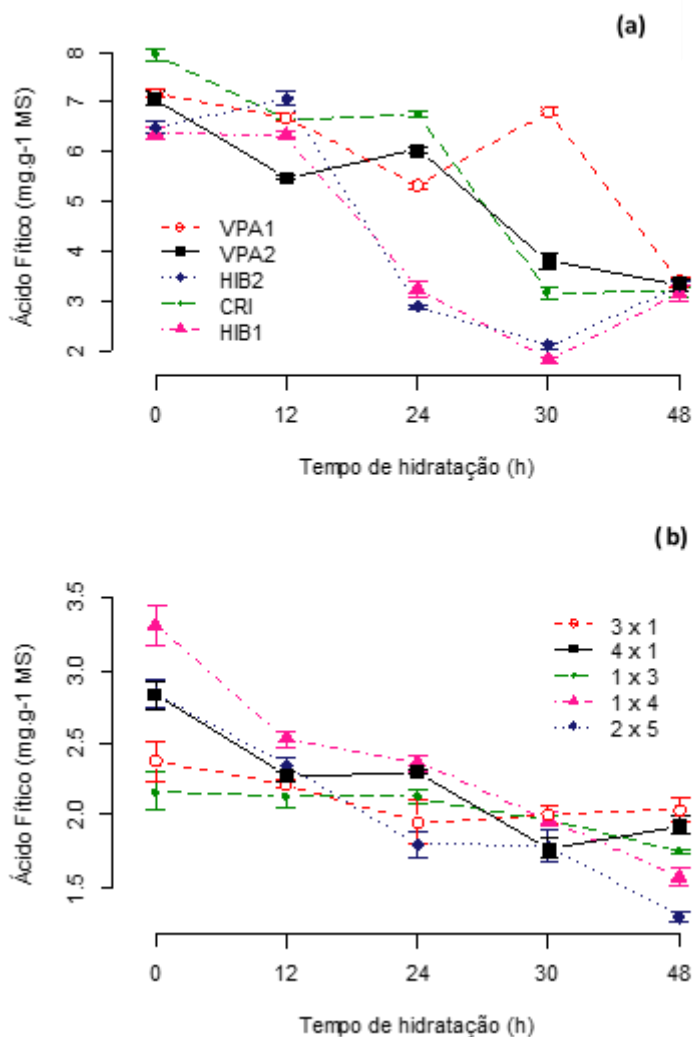 (a)
Ácido Fítico (mg.g-1 MS)
8
7
6
5
4
3
2
VPA1
VPA2
HIB2
CRI
HIB1
0 12 24 30 48
Tempo de hidratação (h)
(b)
Ácido Fítico (mg.g-1 MS)
3.5
3.0
2.5
2.0
1.5
3 x 1
4 x 1
1 x 3
1 x 4
2 x 5
0 12 24 30 48
Tempo de hidratação (h)